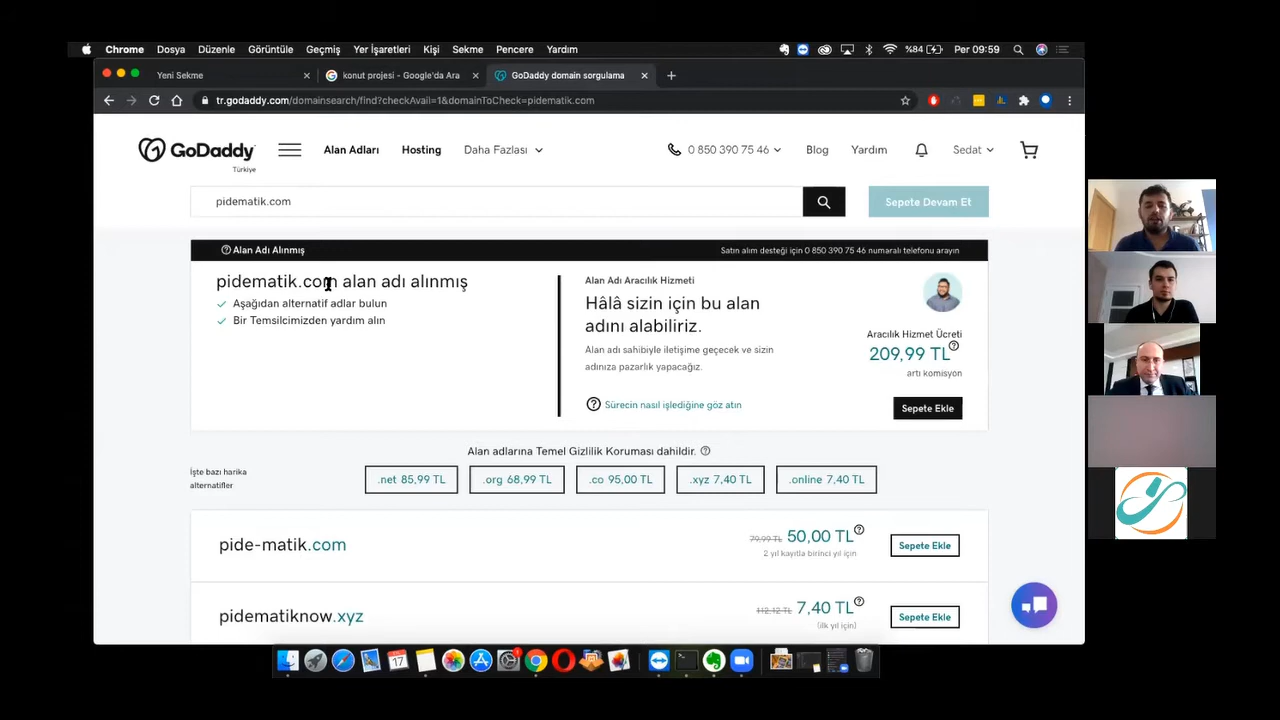 Chrome Dosya Düzenle Görüntüle Geçmiş Yer İşaretleri Kişi Sekme Pencere Yardım %84 Per 09:59
Yeni Sekme × konut projesi - Google'da Ara × GoDaddy domain sorgulama × +
tr.godaddy.com/domainsearch/find?checkAvail=1&domainToCheck=pidematik.com
GoDaddy
Türkiye
Alan Adları Hosting Daha Fazlası 0 850 390 75 46 Blog Yardım Sedat
pidematik.com
Sepete Devam Et
Alan Adı Alınmış
Satın alım desteği için 0 850 390 75 46 numaralı telefonu arayın
pidematik.com alan adı alınmış
Aşağıdan alternatif adlar bulun
Bir Temsilcimizden yardım alın
Alan Adı Aracılık Hizmeti
Hâlâ sizin için bu alan
adını alabiliriz.
Alan adı sahibiyle iletişime geçecek ve sizin
adınıza pazarlık yapacağız.
Sürecin nasıl işlediğine göz atın
Aracılık Hizmet Ücreti
209,99 TL
artı komisyon
Sepete Ekle
Alan adlarına Temel Gizlilik Koruması dahildir.
İşte bazı harika
alternatifler
.net 85,99 TL .org 68,99 TL .co 95,00 TL .xyz 7,40 TL .online 7,40 TL
pide-matik.com
79,99 TL 50,00 TL
2 yıl kayıtla birinci yıl için
Sepete Ekle
pidematiknow.xyz
112,12 TL 7,40 TL
(ilk yıl için)
Sepete Ekle
17